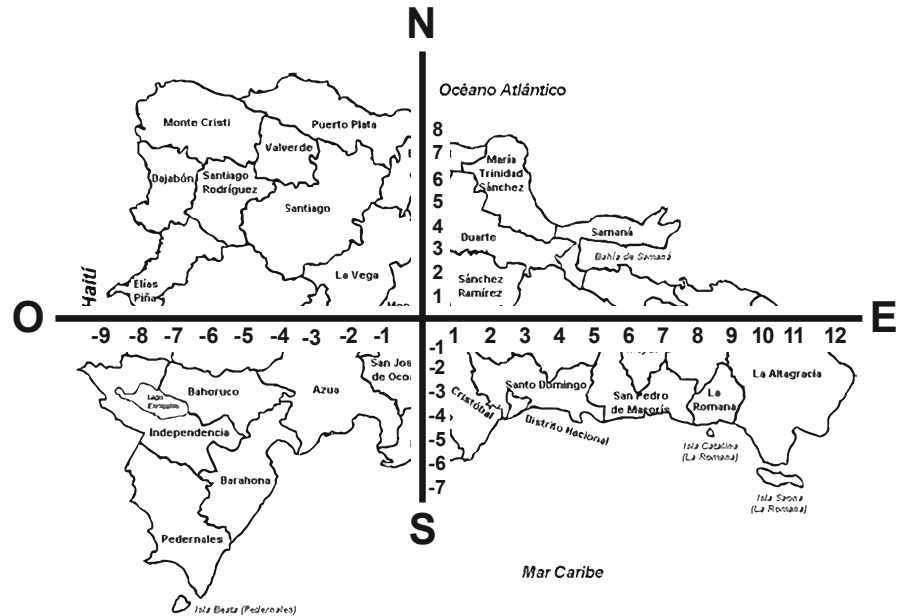 N
Océano Atlántico
Monte Cristi
Puerto Plata
8
Valverde
7
María
Trinidad
Sánchez
Dajabón
Santiago
Rodríguez
6
5
Santiago
4
Samaná
Duarte
3
Bahía de Samaná
La Vega
2
Sánchez
Ramírez
Elías
Piña
Haití
1
O
E
-9 -8 -7 -6 -5 -4 -3 -2 -1
1 2 3 4 5 6 7 8 9 10 11 12
-1
San Jos
de Ocoa
-2
La Altagracia
Bahoruco
Azua
-3
Santo Domingo
Lago
Enriquillo
San Pedro
de Macorís
La
Romana
Cristóbal
-4
Independencia
Distrito Nacional
-5
Isla Catalina
(La Romana)
-6
Barahona
-7
Isla Saona
(La Romana)
S
Pedernales
Mar Caribe
Isla Beata (Pedernales)